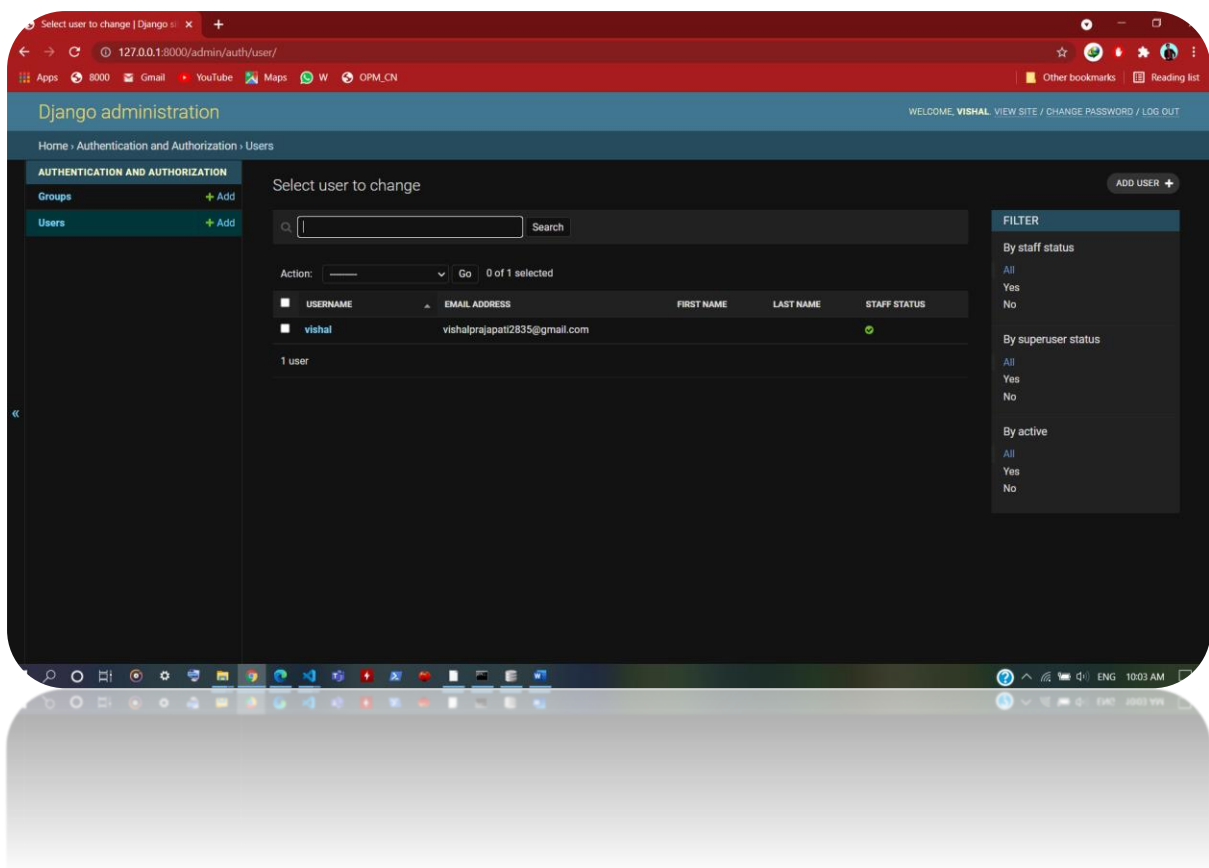 Select user to change | Django si
127.0.0.1:8000/admin/auth/user/
Apps 8000 Gmail YouTube Maps W OPM_CN Other bookmarks Reading list
Django administration
WELCOME, VISHAL. VIEW SITE / CHANGE PASSWORD / LOG OUT
Home › Authentication and Authorization › Users
AUTHENTICATION AND AUTHORIZATION
Groups + Add
Users + Add
Select user to change
ADD USER +
Search
Action: --------- Go 0 of 1 selected
USERNAME EMAIL ADDRESS FIRST NAME LAST NAME STAFF STATUS
vishal vishalprajapati2835@gmail.com
1 user
FILTER
By staff status
All
Yes
No
By superuser status
All
Yes
No
By active
All
Yes
No
ENG 10:03 AM